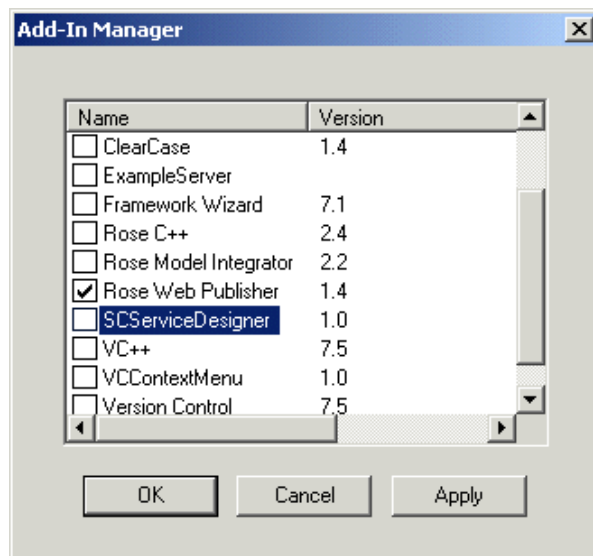 Add-In Manager
Name Version
ClearCase 1.4
ExampleServer
Framework Wizard 7.1
Rose C++ 2.4
Rose Model Integrator 2.2
Rose Web Publisher 1.4
SCServiceDesigner 1.0
VC++ 7.5
VCContextMenu 1.0
Version Control 7.5
OK Cancel Apply